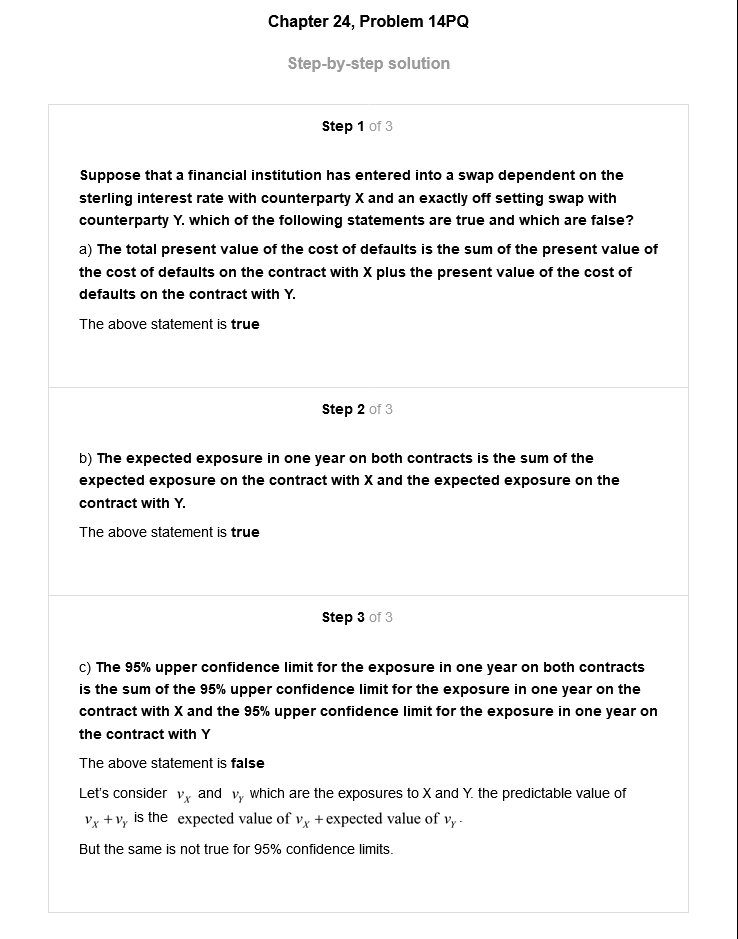 Chapter 24, Problem 14PQ
Step-by-step solution
Step 1 of 3
Suppose that a financial institution has entered into a swap dependent on the
sterling interest rate with counterparty X and an exactly off setting swap with
counterparty Y. which of the following statements are true and which are false?
a) The total present value of the cost of defaults is the sum of the present value of
the cost of defaults on the contract with X plus the present value of the cost of
defaults on the contract with Y.
The above statement is true
Step 2 of 3
b) The expected exposure in one year on both contracts is the sum of the
expected exposure on the contract with X and the expected exposure on the
contract with Y.
The above statement is true
Step 3 of 3
c) The 95% upper confidence limit for the exposure in one year on both contracts
is the sum of the 95% upper confidence limit for the exposure in one year on the
contract with X and the 95% upper confidence limit for the exposure in one year on
the contract with Y
The above statement is false
Let's consider v_X and v_Y which are the exposures to X and Y. the predictable value of
v_X + v_Y is the expected value of v_X + expected value of v_Y.
But the same is not true for 95% confidence limits.